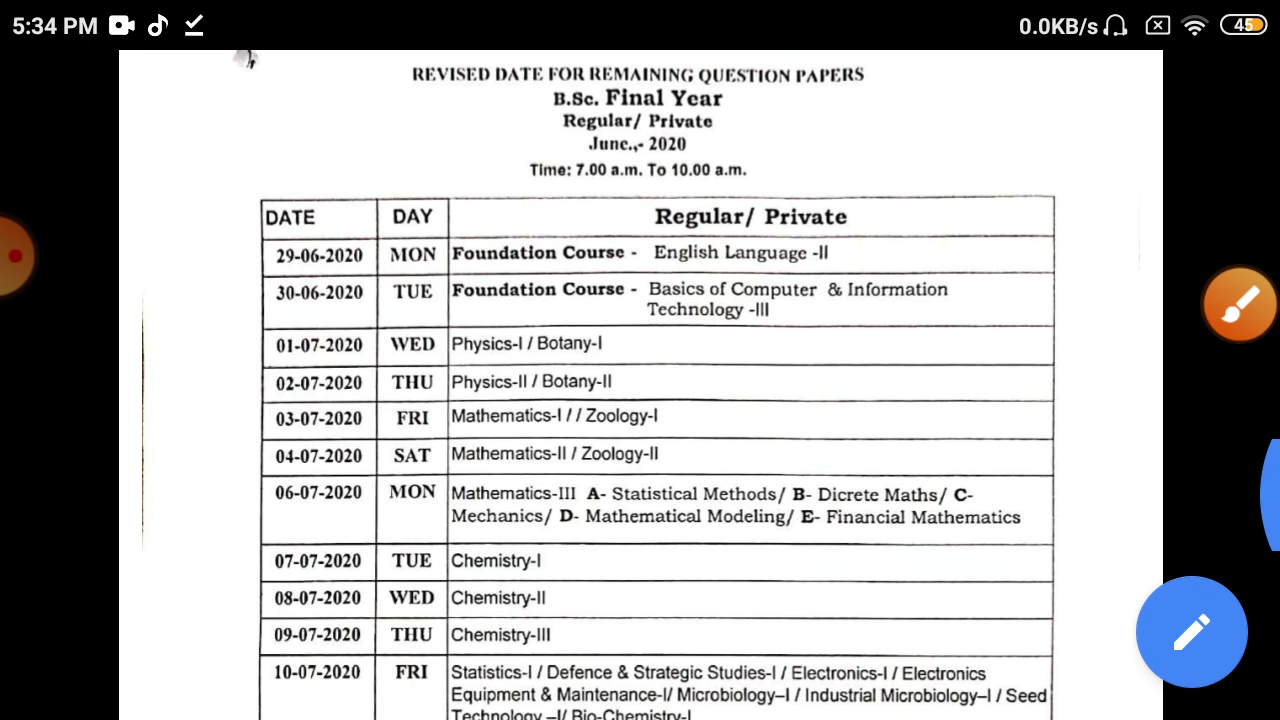 5:34 PM
0.0KB/s
45
REVISED DATE FOR REMAINING QUESTION PAPERS
B.Sc. Final Year
Regular/ Private
June.,- 2020
Time: 7.00 a.m. To 10.00 a.m.
DATE DAY Regular/ Private
29-06-2020 MON Foundation Course - English Language -II
30-06-2020 TUE Foundation Course - Basics of Computer & Information
Technology -III
01-07-2020 WED Physics-I / Botany-I
02-07-2020 THU Physics-II / Botany-II
03-07-2020 FRI Mathematics-I / / Zoology-I
04-07-2020 SAT Mathematics-II / Zoology-II
06-07-2020 MON Mathematics-III A- Statistical Methods/ B- Dicrete Maths/ C-
Mechanics/ D- Mathematical Modeling/ E- Financial Mathematics
07-07-2020 TUE Chemistry-I
08-07-2020 WED Chemistry-II
09-07-2020 THU Chemistry-III
10-07-2020 FRI Statistics-I / Defence & Strategic Studies-I / Electronics-I / Electronics
Equipment & Maintenance-I/ Microbiology–I / Industrial Microbiology–I / Seed
Technology –I/ Bio-Chemistry-I